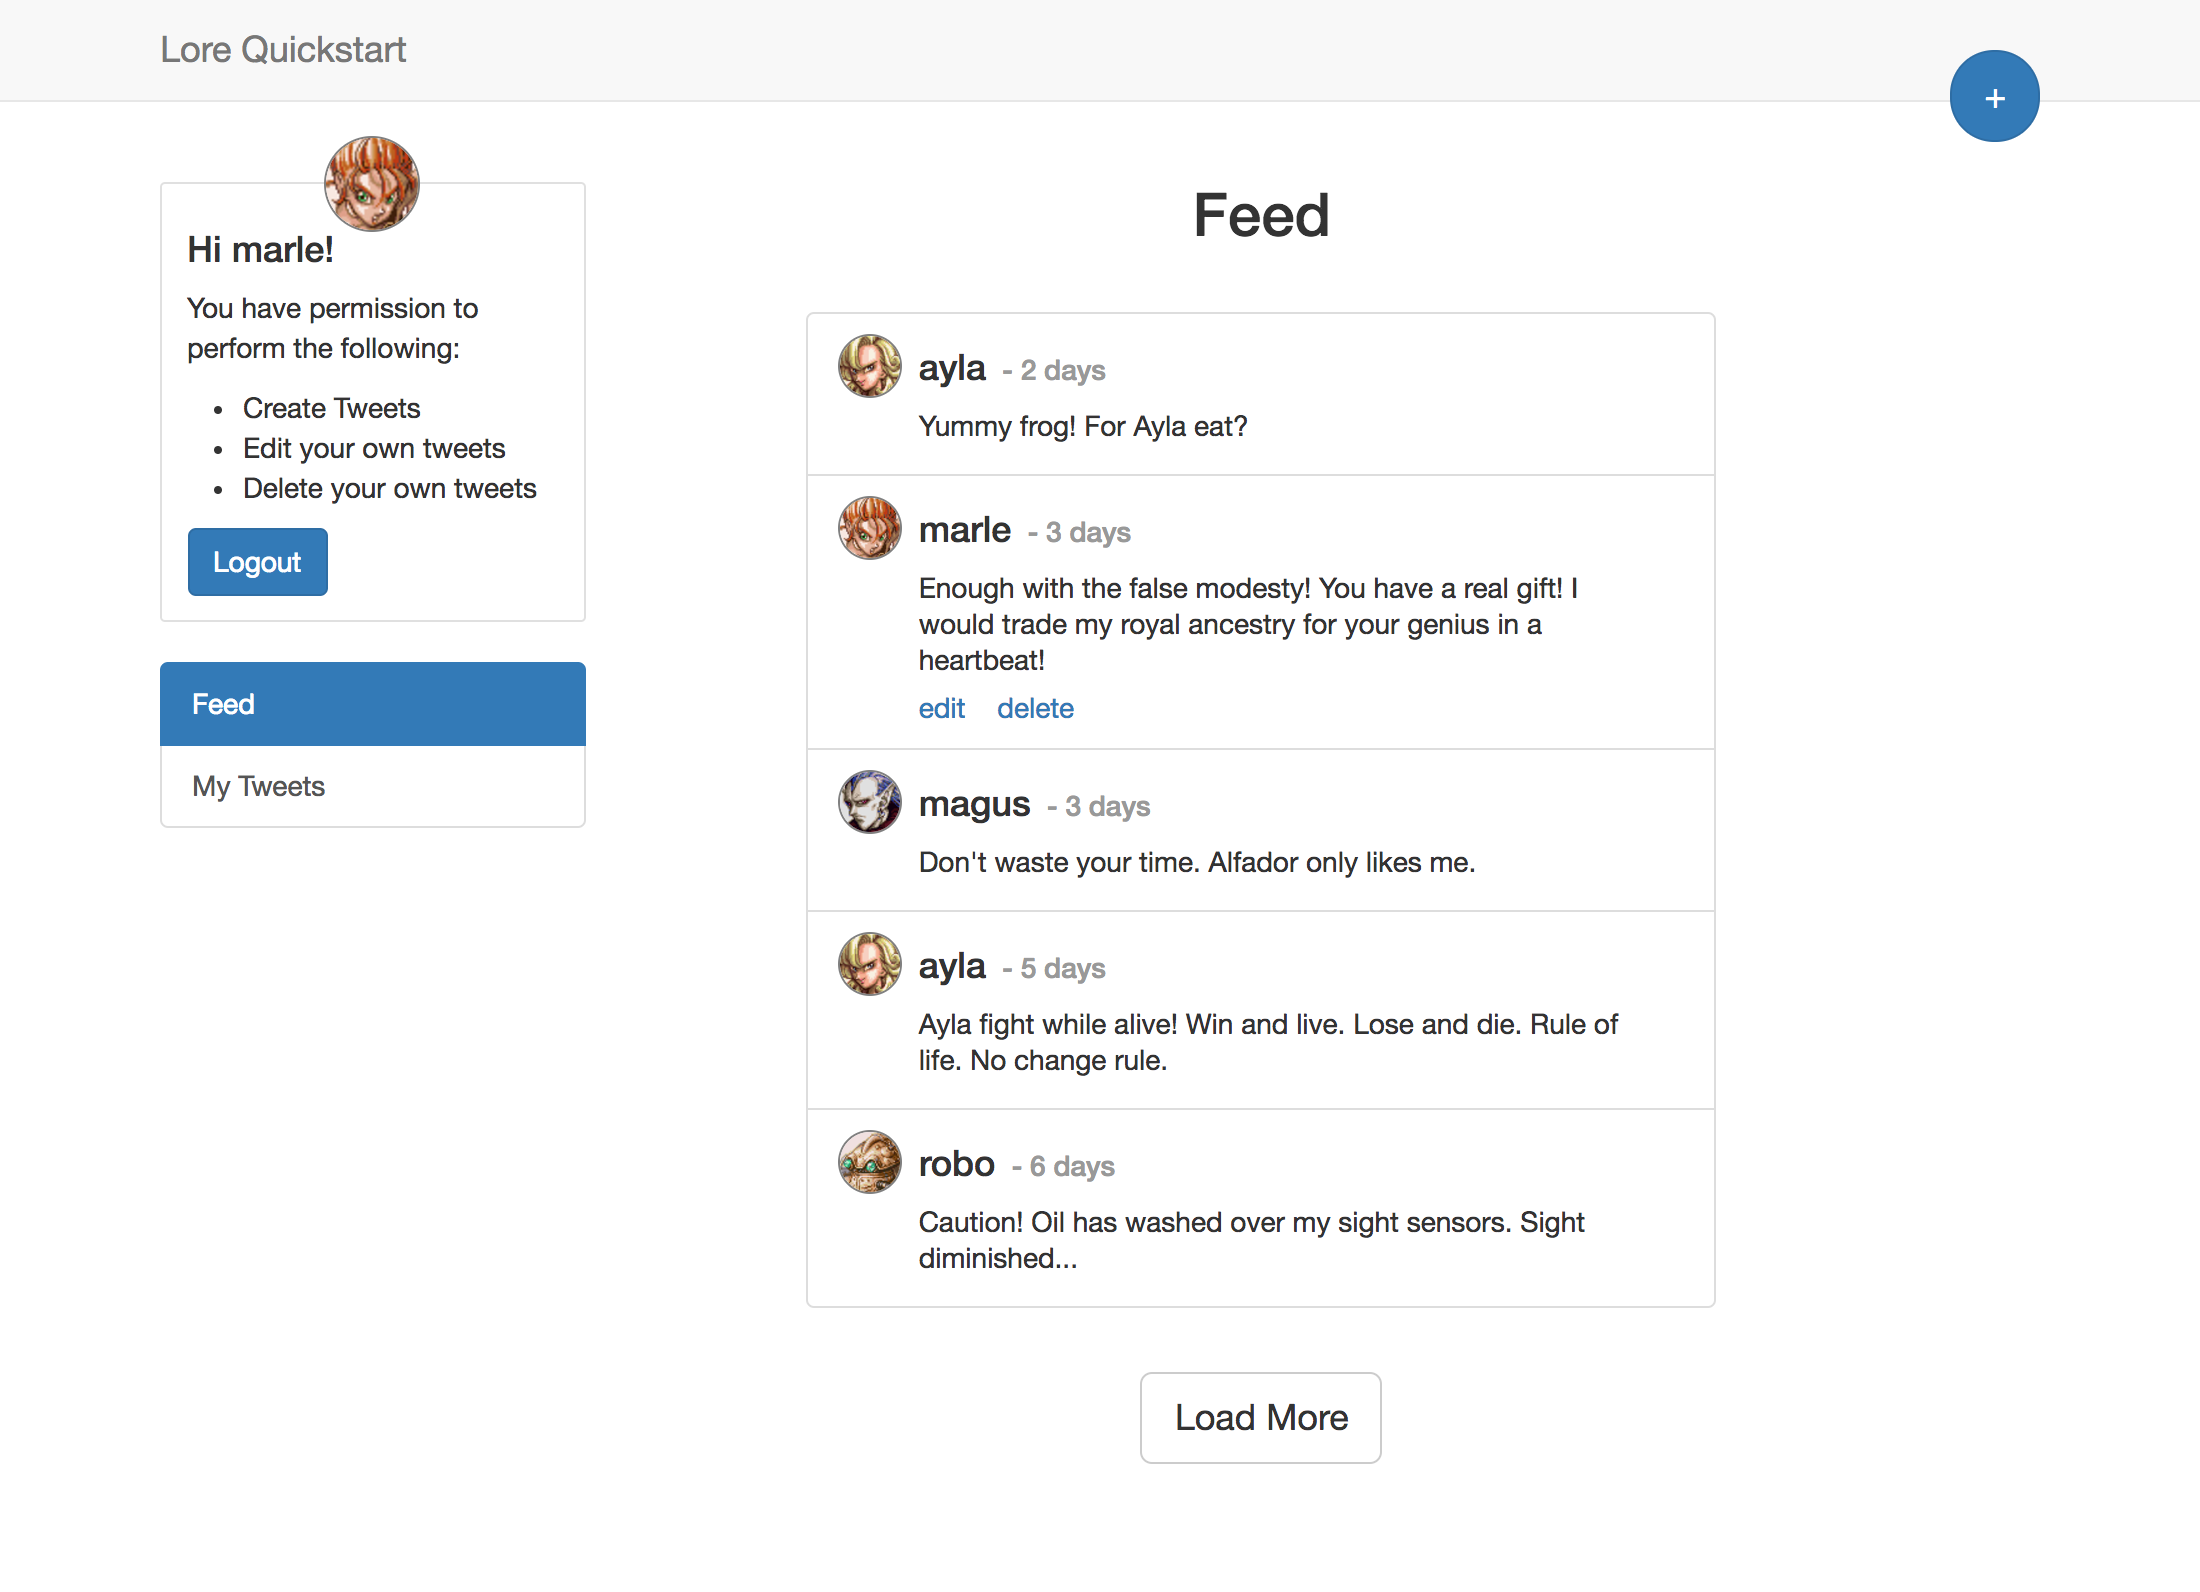 Lore Quickstart
+
Hi marle!
You have permission to
perform the following:
• Create Tweets
• Edit your own tweets
• Delete your own tweets
Logout
Feed
My Tweets
Feed
ayla - 2 days
Yummy frog! For Ayla eat?
marle - 3 days
Enough with the false modesty! You have a real gift! I
would trade my royal ancestry for your genius in a
heartbeat!
edit delete
magus - 3 days
Don't waste your time. Alfador only likes me.
ayla - 5 days
Ayla fight while alive! Win and live. Lose and die. Rule of
life. No change rule.
robo - 6 days
Caution! Oil has washed over my sight sensors. Sight
diminished...
Load More